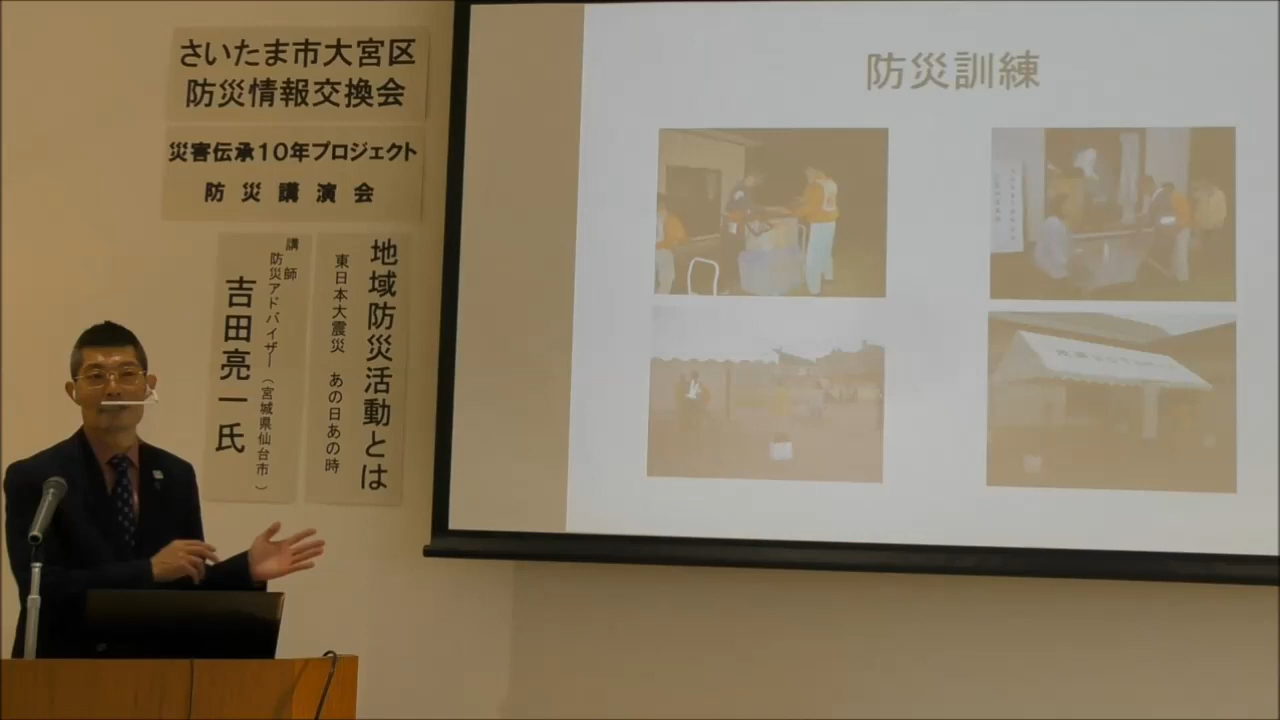 さいたま市大宮区
防災情報交換会
災害伝承10年プロジェクト
防災講演会
地域防災活動とは
東日本大震災 あの日あの時
講師
防災アドバイザー(宮城県仙台市)
吉田亮一氏
防災訓練